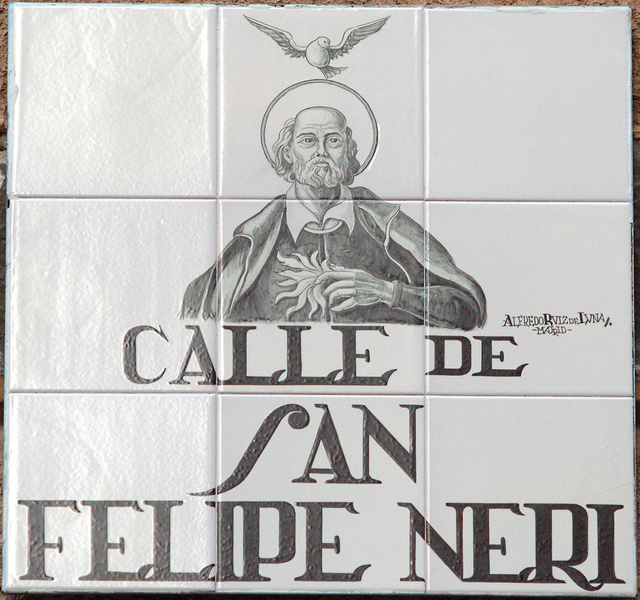 ALFREDO RUIZ DE LUNA
-MADRID-
CALLE DE
SAN
FELIPE NERI